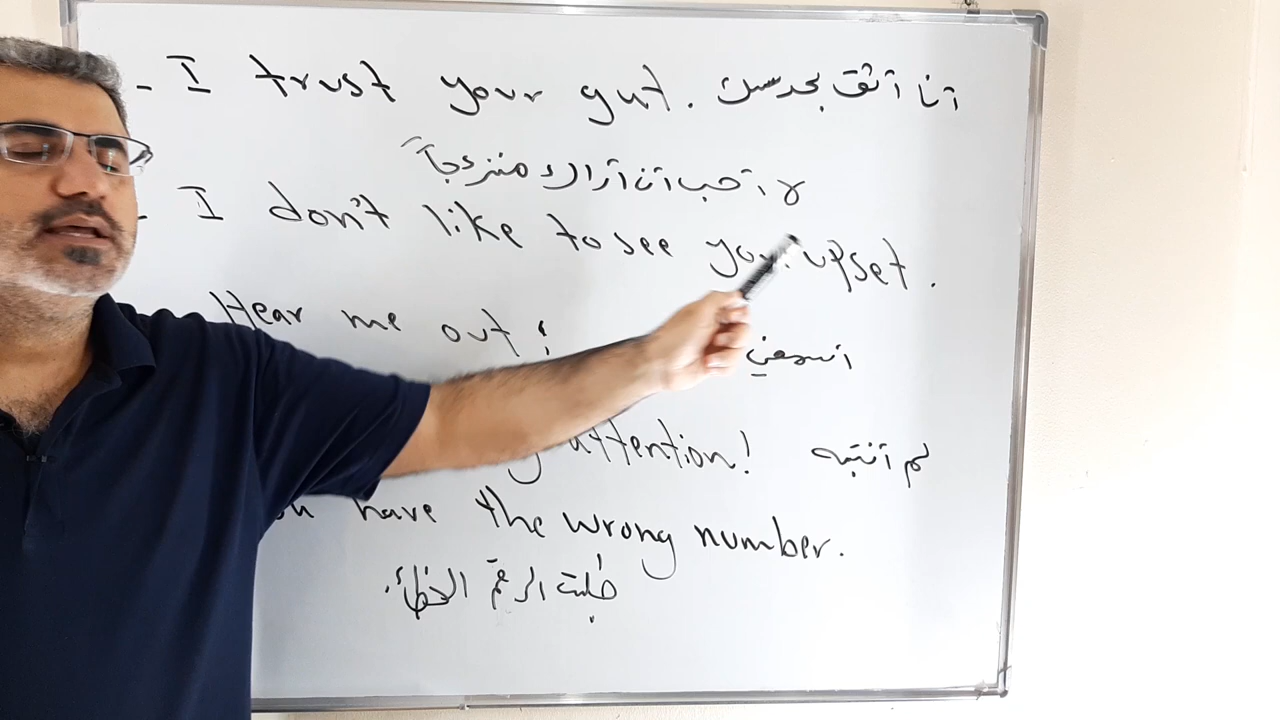 - I trust your gut. أنا أثق بحدسك
لا أحب أن أراك منزعجاً
- I don't like to see you upset.
Hear me out ! اسمعني
attention! لم أنتبه
have the wrong number.
طلبت الرقم الخطأ.